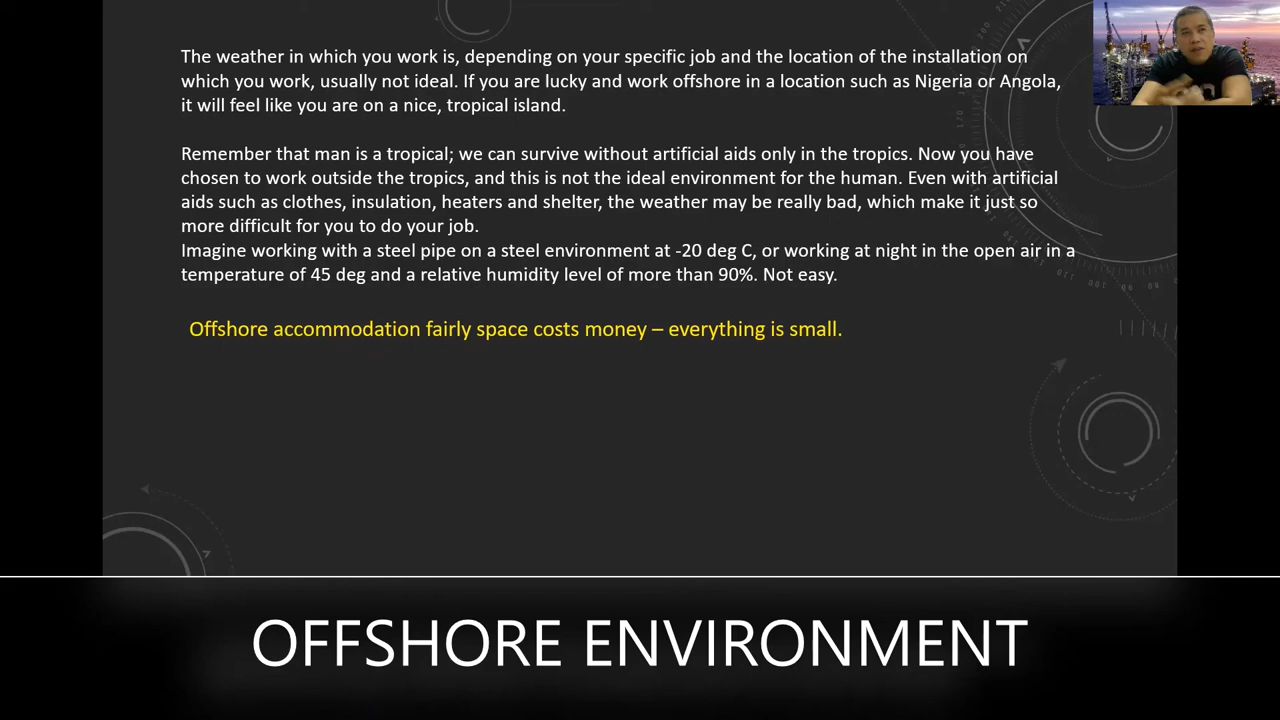 The weather in which you work is, depending on your specific job and the location of the installation on
which you work, usually not ideal. If you are lucky and work offshore in a location such as Nigeria or Angola,
it will feel like you are on a nice, tropical island.
Remember that man is a tropical; we can survive without artificial aids only in the tropics. Now you have
chosen to work outside the tropics, and this is not the ideal environment for the human. Even with artificial
aids such as clothes, insulation, heaters and shelter, the weather may be really bad, which make it just so
more difficult for you to do your job.
Imagine working with a steel pipe on a steel environment at -20 deg C, or working at night in the open air in a
temperature of 45 deg and a relative humidity level of more than 90%. Not easy.
Offshore accommodation fairly space costs money – everything is small.
OFFSHORE ENVIRONMENT